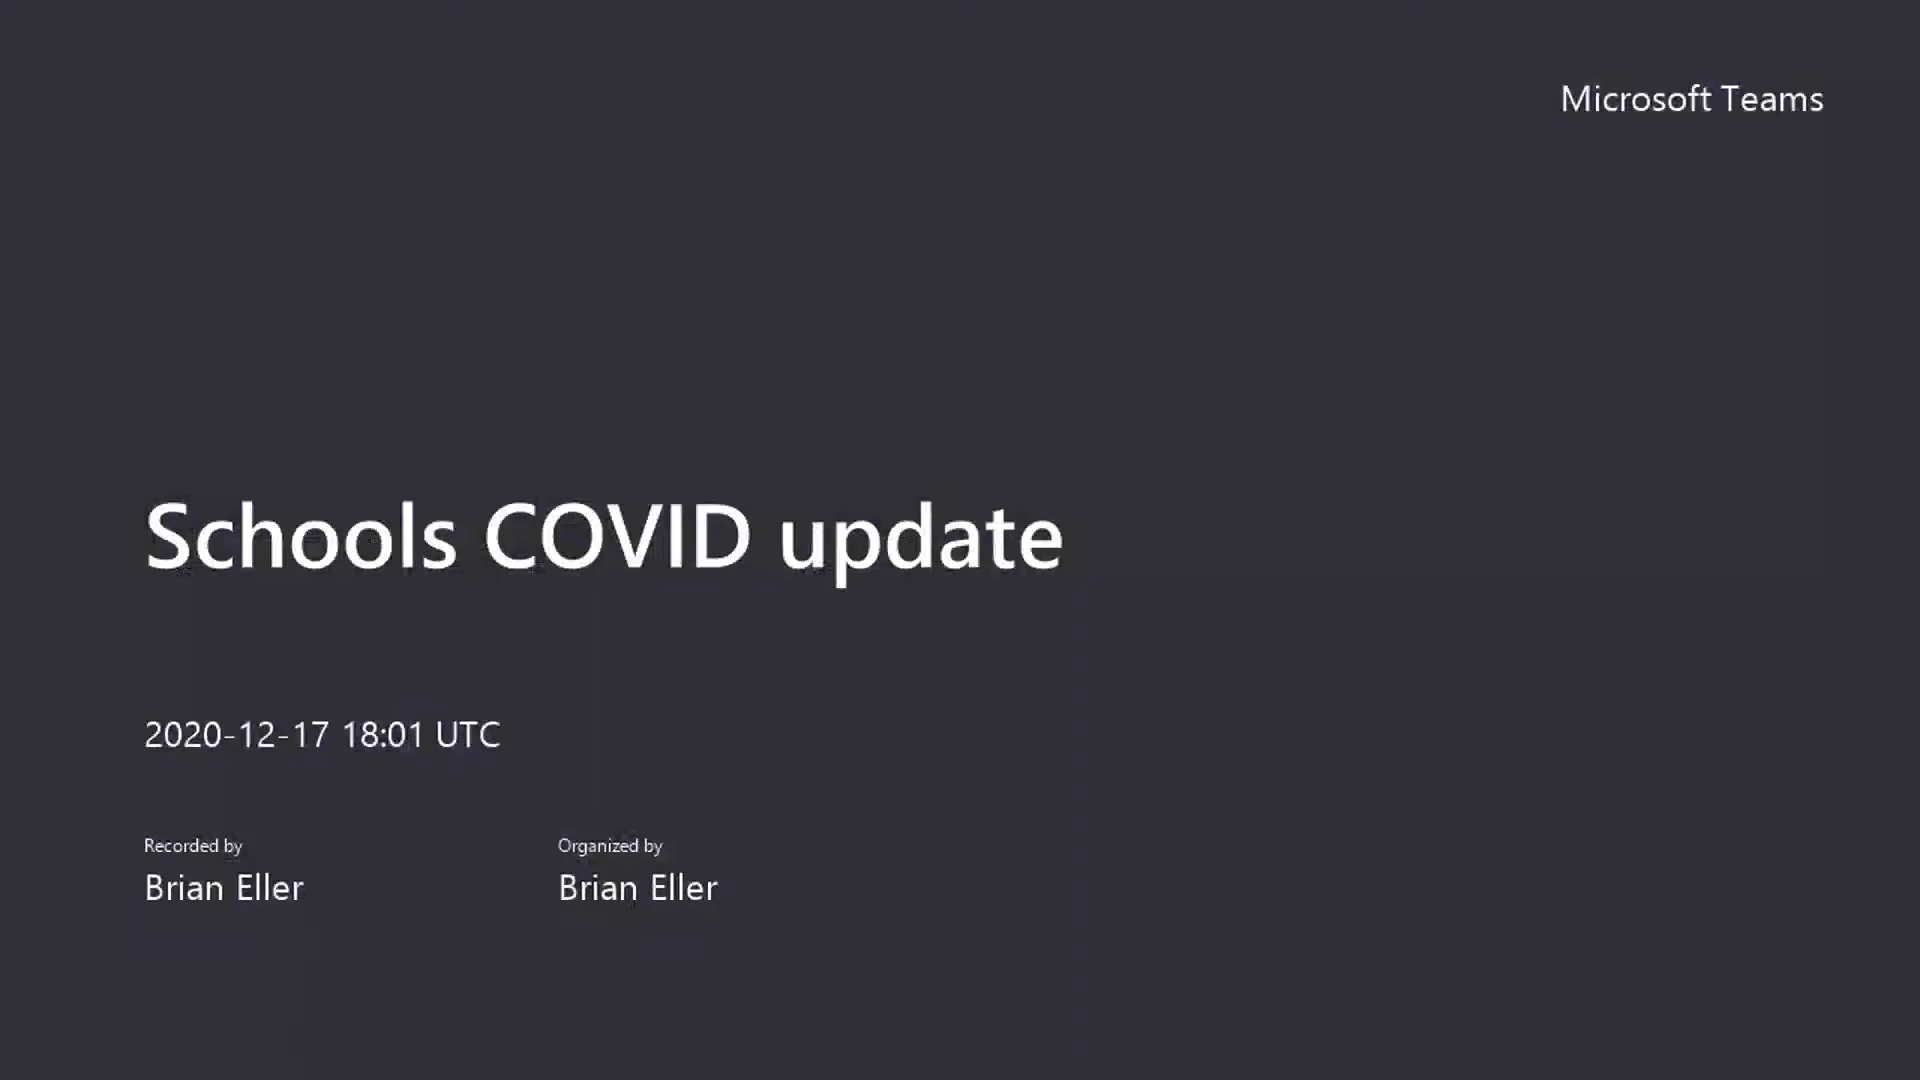 Microsoft Teams
Schools COVID update
2020-12-17 18:01 UTC
Recorded by
Brian Eller
Organized by
Brian Eller